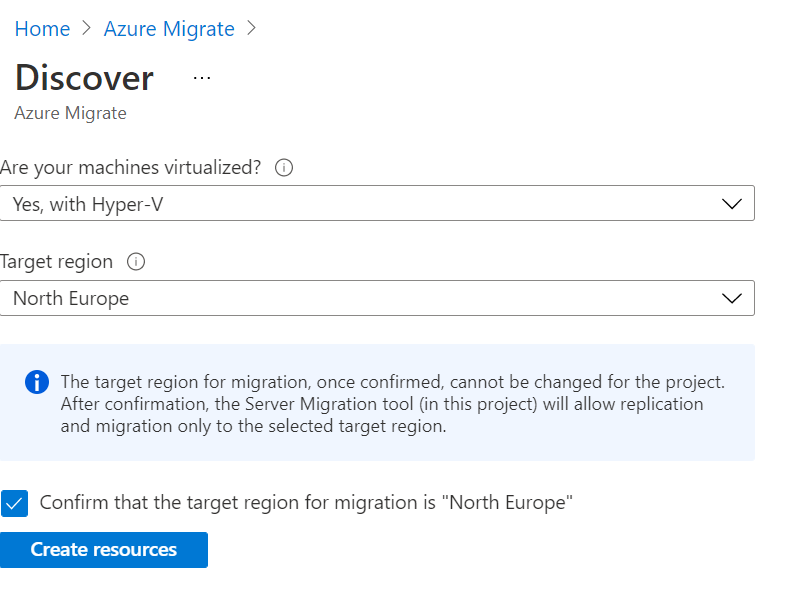 Home > Azure Migrate >
Discover ...
Azure Migrate
Are your machines virtualized?
Yes, with Hyper-V
Target region
North Europe
The target region for migration, once confirmed, cannot be changed for the project.
After confirmation, the Server Migration tool (in this project) will allow replication
and migration only to the selected target region.
Confirm that the target region for migration is "North Europe"
Create resources